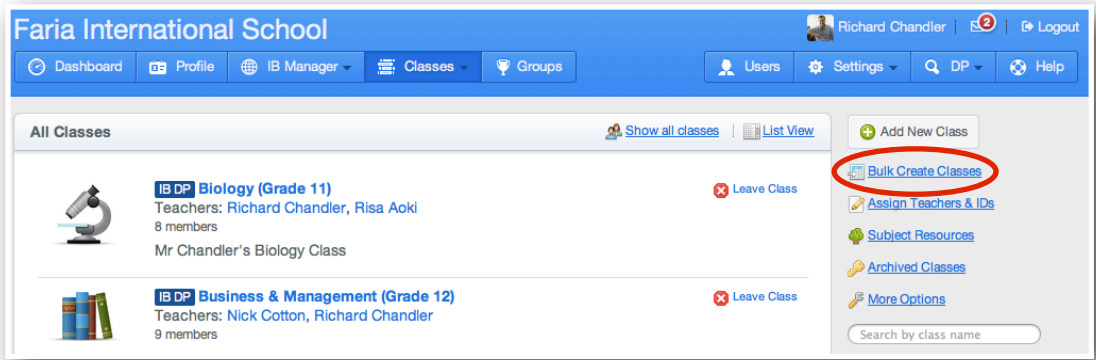 Faria International School
Richard Chandler 2 Logout
Dashboard Profile IB Manager Classes Groups Users Settings DP Help
All Classes Show all classes List View
Add New Class
Bulk Create Classes
Assign Teachers & IDs
Subject Resources
Archived Classes
More Options
Search by class name
IB DP Biology (Grade 11) Leave Class
Teachers: Richard Chandler, Risa Aoki
8 members
Mr Chandler's Biology Class
IB DP Business & Management (Grade 12) Leave Class
Teachers: Nick Cotton, Richard Chandler
9 members